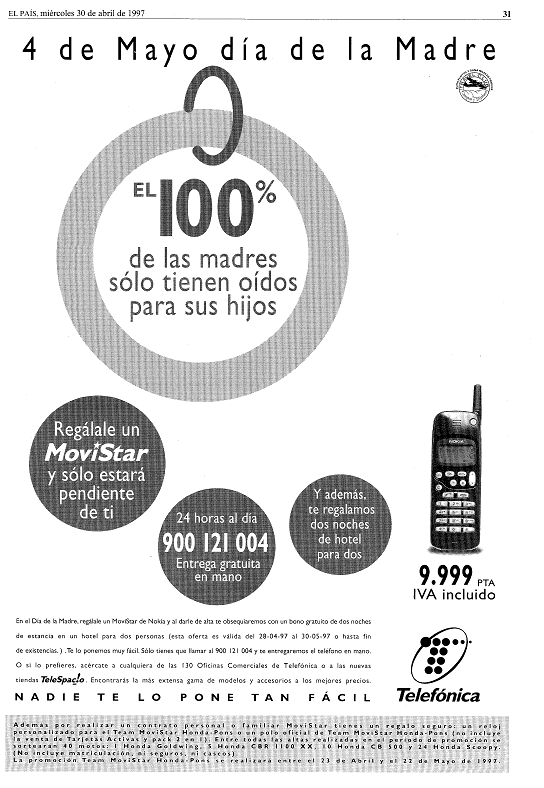 EL PAÍS, miércoles 30 de abril de 1997
31
4 de Mayo día de la Madre
EL 100%
de las madres
sólo tienen oídos
para sus hijos
Regálale un
MoviStar
y sólo estará
pendiente
de ti
24 horas al día
900 121 004
Entrega gratuita
en mano
Y además,
te regalamos
dos noches
de hotel
para dos
NOKIA
9.999 PTA
IVA incluido
En el Día de la Madre, regálale un MoviStar de Nokia y al darle de alta te obsequiaremos con un bono gratuito de dos noches
de estancia en un hotel para dos personas (esta oferta es válida del 28-04-97 al 30-05-97 o hasta fin
de existencias. ) .Te lo ponemos muy fácil. Sólo tienes que llamar al 900 121 004 y te entregaremos el teléfono en mano.
O si lo prefieres, acércate a cualquiera de las 130 Oficinas Comerciales de Telefónica o a las nuevas
tiendas TeleSpacio. Encontrarás la más extensa gama de modelos y accesorios a los mejores precios.
NADIE TE LO PONE TAN FÁCIL
Telefónica
Además por realizar un contrato personal o familiar MoviStar tienes un regalo seguro: un reloj
personalizado para el Team MoviStar Honda-Pons o un polo oficial de Team MoviStar Honda-Pons (no incluye
la venta de Tarjetas Activas y pack 2 en 1). Entre todas las altas realizadas en el período de promoción se
sortearán 40 motos: 1 Honda Goldwing, 5 Honda CBR 1100 XX, 10 Honda CB 500 y 24 Honda Scoopy.
(No incluye matriculación, ni seguros, ni cascos).
La promoción Team MoviStar Honda-Pons se realizará entre el 23 de Abril y el 22 de Mayo de 1997.